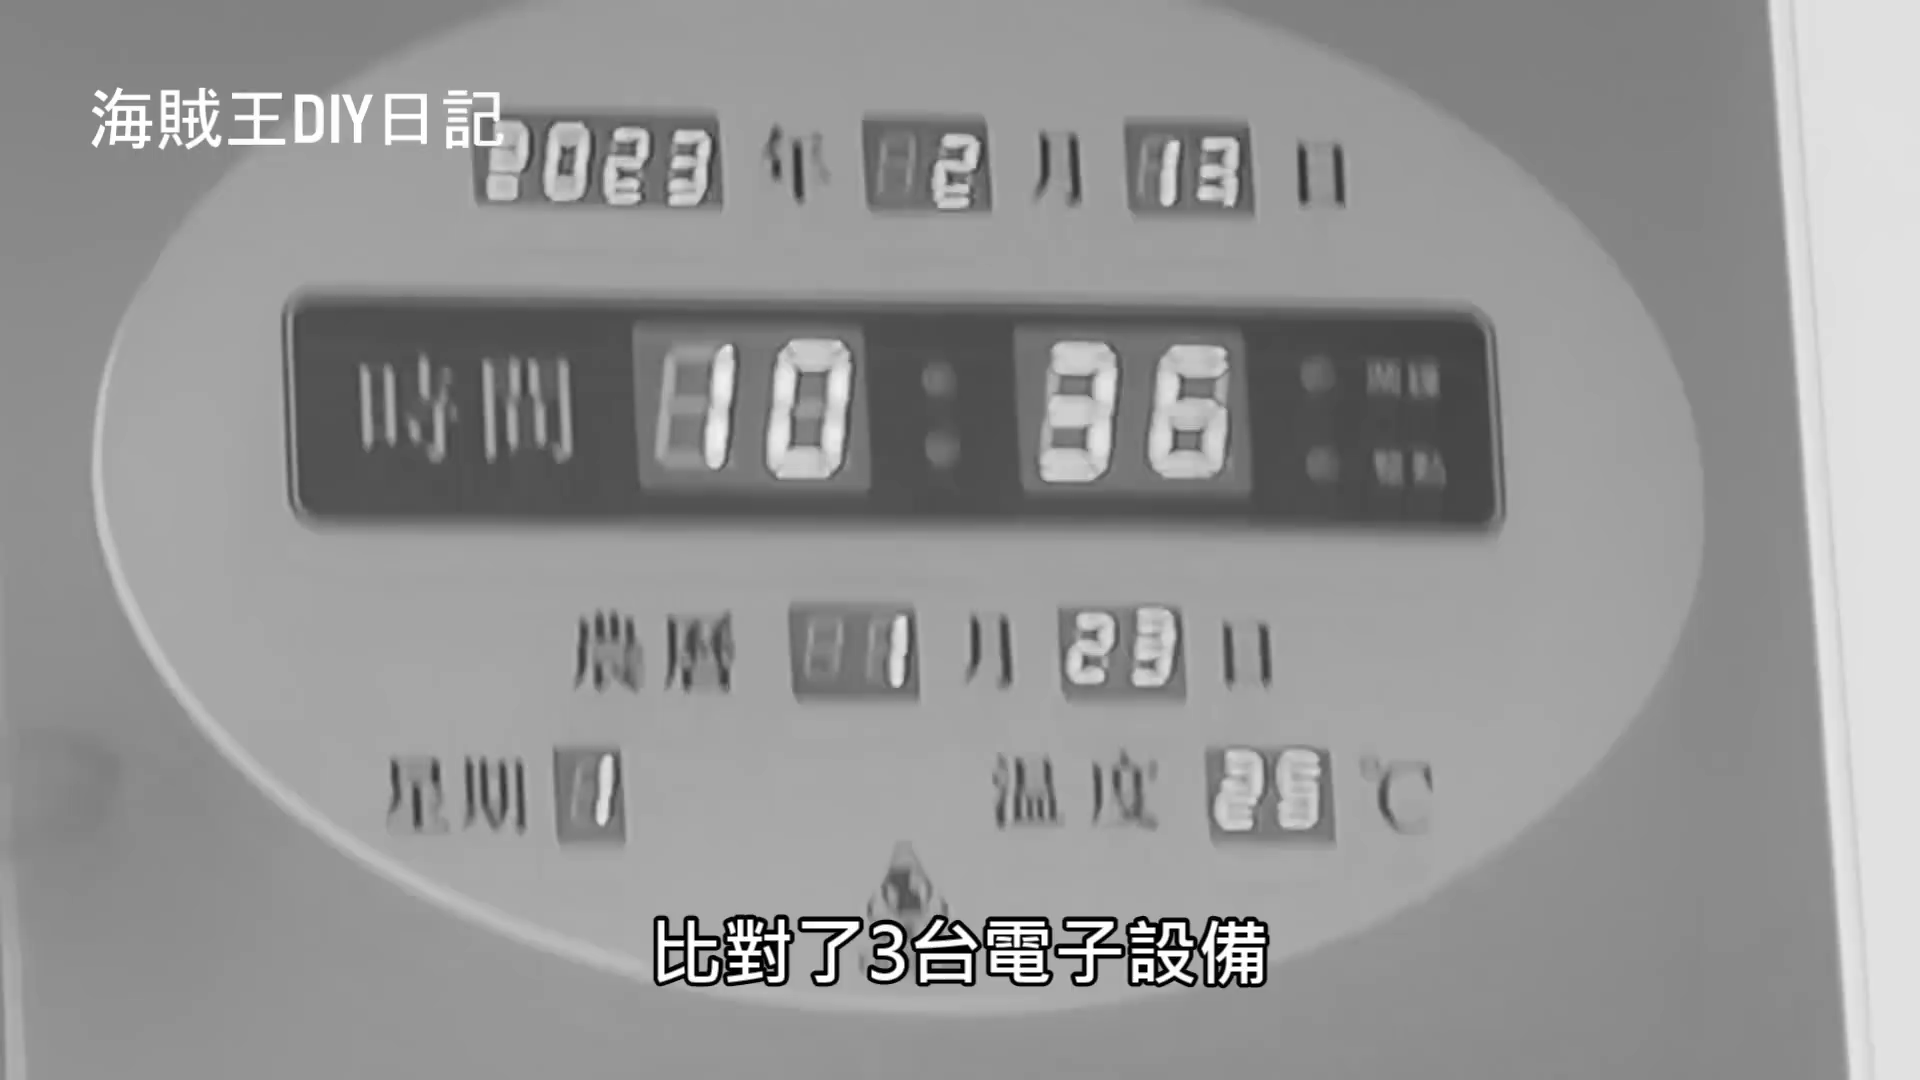 海賊王DIY日記
2023 年 2 月 13 日
時間 10 : 36
農曆 1 月 23 日
星期 1 温度 25 ℃
比對了3台電子設備